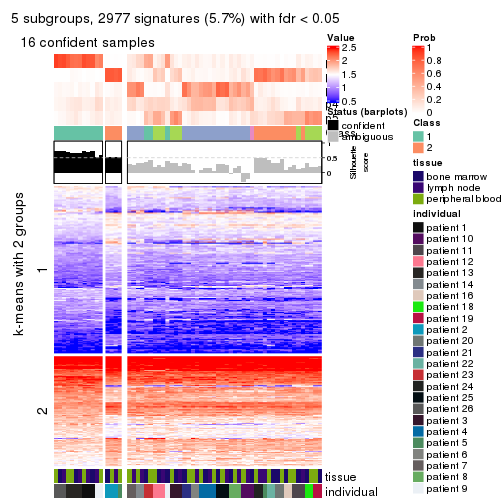 5 subgroups, 2977 signatures (5.7%) with fdr < 0.05
16 confident samples
k-means with 2 groups
1
2
1
0.5
0
Silhouette
score
tissue
individual
Value
2.5
2
1.5
1
0.5
Status (barplots)
confident
ambiguous
Prob
1
0.8
0.6
0.4
0.2
0
Class
1
2
tissue
bone marrow
lymph node
peripheral blood
individual
patient 1
patient 10
patient 11
patient 12
patient 13
patient 14
patient 16
patient 18
patient 19
patient 2
patient 20
patient 21
patient 22
patient 23
patient 24
patient 25
patient 26
patient 3
patient 4
patient 5
patient 6
patient 7
patient 8
patient 9